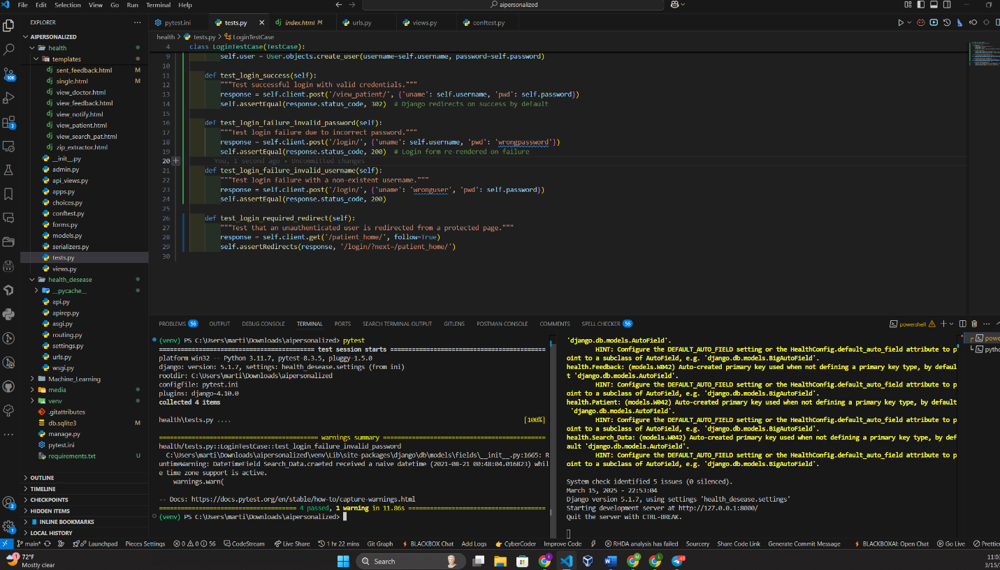 File Edit Selection View Go Run Terminal Help
aipersonalized
EXPLORER
AIPERSONALIZED
health
templates
sent_feedback.html M
single.html M
view_doctor.html
view_feedback.html
view_notify.html
view_patient.html
view_search_pat.html
zip_extractor.html
__init__.py
admin.py
api_views.py
apps.py
choices.py
conftest.py
forms.py
models.py
serializers.py
tests.py
views.py
health_desease
__pycache__
api.py
apirep.py
asgi.py
routing.py
settings.py
urls.py
wsgi.py
Machine_Learning
media
venv
.gitattributes
db.sqlite3 M
manage.py
pytest.ini
requirements.txt U
OUTLINE
TIMELINE
CHECKPOINTS
HIDDEN ITEMS
INLINE BOOKMARKS
LOCAL HISTORY
10K
3
2
1
pytest.ini tests.py index.html M urls.py views.py conftest.py
health > tests.py > LoginTestCase
4 class LoginTestCase(TestCase):
9 self.user = User.objects.create_user(username=self.username, password=self.password)
10
11 def test_login_success(self):
12 """Test successful login with valid credentials."""
13 response = self.client.post('/view_patient/', {'uname': self.username, 'pwd': self.password})
14 self.assertEqual(response.status_code, 302) # Django redirects on success by default
15
16 def test_login_failure_invalid_password(self):
17 """Test login failure due to incorrect password."""
18 response = self.client.post('/login/', {'uname': self.username, 'pwd': 'wrongpassword'})
19 self.assertEqual(response.status_code, 200) # Login form re-rendered on failure
20 You, 1 second ago • Uncommitted changes
21 def test_login_failure_invalid_username(self):
22 """Test login failure with a non-existent username."""
23 response = self.client.post('/login/', {'uname': 'wronguser', 'pwd': self.password})
24 self.assertEqual(response.status_code, 200)
25
26 def test_login_required_redirect(self):
27 """Test that an unauthenticated user is redirected from a protected page."""
28 response = self.client.get('/patient_home/', follow=True)
29 self.assertRedirects(response, '/login/?next=/patient_home/')
30
PROBLEMS 56 OUTPUT DEBUG CONSOLE TERMINAL PORTS SEARCH TERMINAL OUTPUT GITLENS POSTMAN CONSOLE COMMENTS SPELL CHECKER 56
powershell
(venv) PS C:\Users\marti\Downloads\aipersonalized> pytest
======================================== test session starts ========================================
platform win32 -- Python 3.11.7, pytest-8.3.5, pluggy-1.5.0
django: version: 5.1.7, settings: health_desease.settings (from ini)
rootdir: C:\Users\marti\Downloads\aipersonalized
configfile: pytest.ini
plugins: django-4.10.0
collected 4 items
health\tests.py .... [100%]
========================================= warnings summary =========================================
health/tests.py::LoginTestCase::test_login_failure_invalid_password
C:\Users\marti\Downloads\aipersonalized\venv\Lib\site-packages\django\db\models\fields\__init__.py:1665: R
untimeWarning: DateTimeField Search_Data.craeted received a naive datetime (2021-08-21 00:48:04.016823) whil
e time zone support is active.
warnings.warn(
-- Docs: https://docs.pytest.org/en/stable/how-to/capture-warnings.html
=================================== 4 passed, 1 warning in 11.86s ===================================
(venv) PS C:\Users\marti\Downloads\aipersonalized>
'django.db.models.AutoField'.
HINT: Configure the DEFAULT_AUTO_FIELD setting or the HealthConfig.default_auto_field attribute to p
oint to a subclass of AutoField, e.g. 'django.db.models.BigAutoField'.
health.Feedback: (models.W042) Auto-created primary key used when not defining a primary key type, by defaul
t 'django.db.models.AutoField'.
HINT: Configure the DEFAULT_AUTO_FIELD setting or the HealthConfig.default_auto_field attribute to p
oint to a subclass of AutoField, e.g. 'django.db.models.BigAutoField'.
health.Patient: (models.W042) Auto-created primary key used when not defining a primary key type, by default
'django.db.models.AutoField'.
HINT: Configure the DEFAULT_AUTO_FIELD setting or the HealthConfig.default_auto_field attribute to p
oint to a subclass of AutoField, e.g. 'django.db.models.BigAutoField'.
health.Search_Data: (models.W042) Auto-created primary key used when not defining a primary key type, by def
ault 'django.db.models.AutoField'.
HINT: Configure the DEFAULT_AUTO_FIELD setting or the HealthConfig.default_auto_field attribute to p
oint to a subclass of AutoField, e.g. 'django.db.models.BigAutoField'.
System check identified 5 issues (0 silenced).
March 15, 2025 - 22:53:04
Django version 5.1.7, using settings 'health_desease.settings'
Starting development server at http://127.0.0.1:8000/
Quit the server with CTRL-BREAK.
powe
pytho
main* Launchpad Pieces Settings 0 0 56 CodeStream Live Share 1 hr 22 mins Git Graph BLACKBOX Chat Add Logs CyberCoder Improve Code RHDA analysis has failed Sourcery Share Code Link Generate Commit Message BLACKBOXAI: Open Chat Go Live Prettier
72°F
Mostly clear
Search
11:03
3/15/